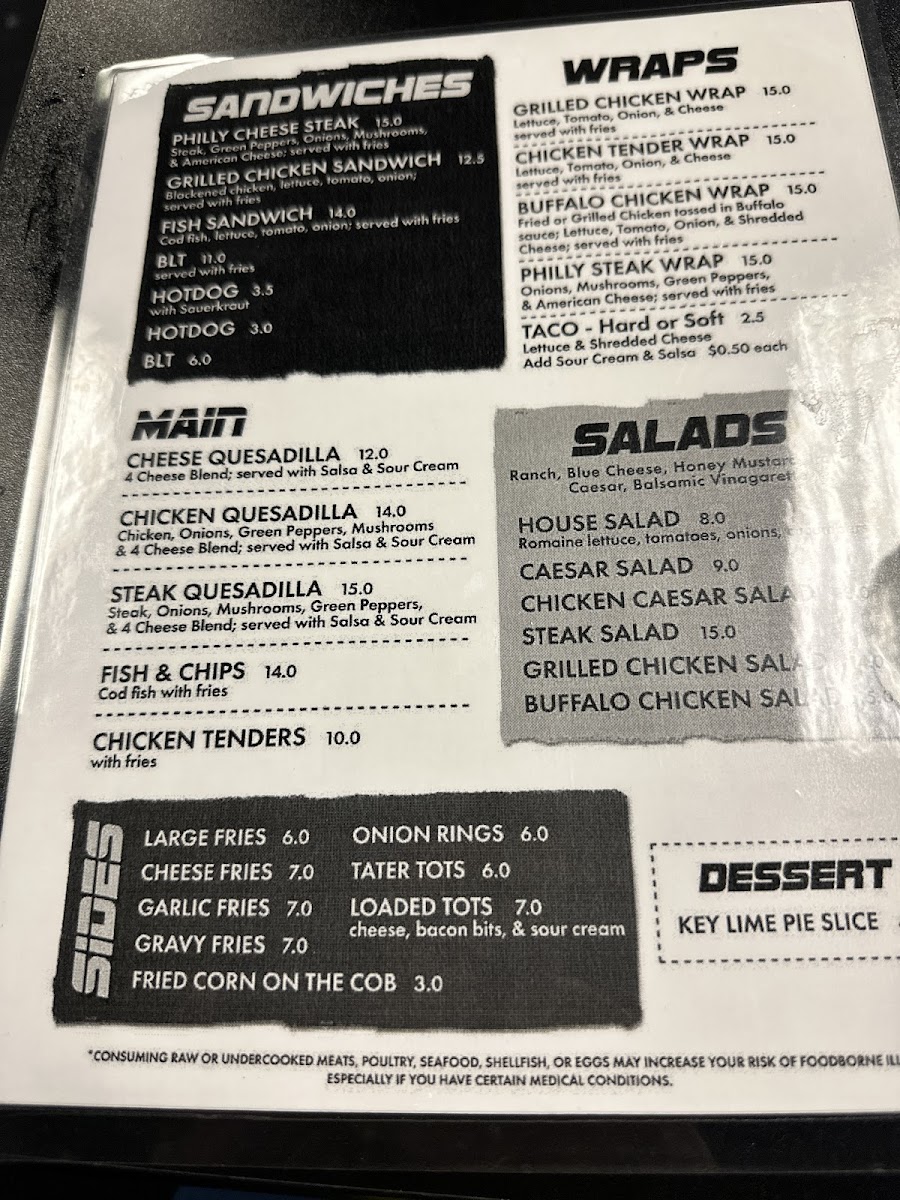 SANDWICHES
PHILLY CHEESE STEAK 15.0
Steak, Green Peppers, Onions, Mushrooms,
& American Cheese; served with fries
GRILLED CHICKEN SANDWICH 12.5
Blackened chicken, lettuce, tomato, onion;
served with fries
FISH SANDWICH 14.0
Cod fish, lettuce, tomato, onion; served with fries
BLT 11.0
served with fries
HOTDOG 3.5
with Sauerkraut
HOTDOG 3.0
BLT 6.0
WRAPS
GRILLED CHICKEN WRAP 15.0
Lettuce, Tomato, Onion, & Cheese
served with fries
CHICKEN TENDER WRAP 15.0
Lettuce, Tomato, Onion, & Cheese
served with fries
BUFFALO CHICKEN WRAP 15.0
Fried or Grilled Chicken tossed in Buffalo
sauce; Lettuce, Tomato, Onion, & Shredded
Cheese; served with fries
PHILLY STEAK WRAP 15.0
Onions, Mushrooms, Green Peppers,
& American Cheese; served with fries
TACO - Hard or Soft 2.5
Lettuce & Shredded Cheese
Add Sour Cream & Salsa $0.50 each
MAIN
CHEESE QUESADILLA 12.0
4 Cheese Blend; served with Salsa & Sour Cream
CHICKEN QUESADILLA 14.0
Chicken, Onions, Green Peppers, Mushrooms
& 4 Cheese Blend; served with Salsa & Sour Cream
STEAK QUESADILLA 15.0
Steak, Onions, Mushrooms, Green Peppers,
& 4 Cheese Blend; served with Salsa & Sour Cream
FISH & CHIPS 14.0
Cod fish with fries
CHICKEN TENDERS 10.0
with fries
SALADS
Ranch, Blue Cheese, Honey Mustard
Caesar, Balsamic Vinagaret
HOUSE SALAD 8.0
Romaine lettuce, tomatoes, onions,
CAESAR SALAD 9.0
CHICKEN CAESAR SALA
STEAK SALAD 15.0
GRILLED CHICKEN SALAD
BUFFALO CHICKEN SALAD
SIDES
LARGE FRIES 6.0
CHEESE FRIES 7.0
GARLIC FRIES 7.0
GRAVY FRIES 7.0
FRIED CORN ON THE COB 3.0
ONION RINGS 6.0
TATER TOTS 6.0
LOADED TOTS 7.0
cheese, bacon bits, & sour cream
DESSERT
KEY LIME PIE SLICE
*CONSUMING RAW OR UNDERCOOKED MEATS, POULTRY, SEAFOOD, SHELLFISH, OR EGGS MAY INCREASE YOUR RISK OF FOODBORNE ILL
ESPECIALLY IF YOU HAVE CERTAIN MEDICAL CONDITIONS.